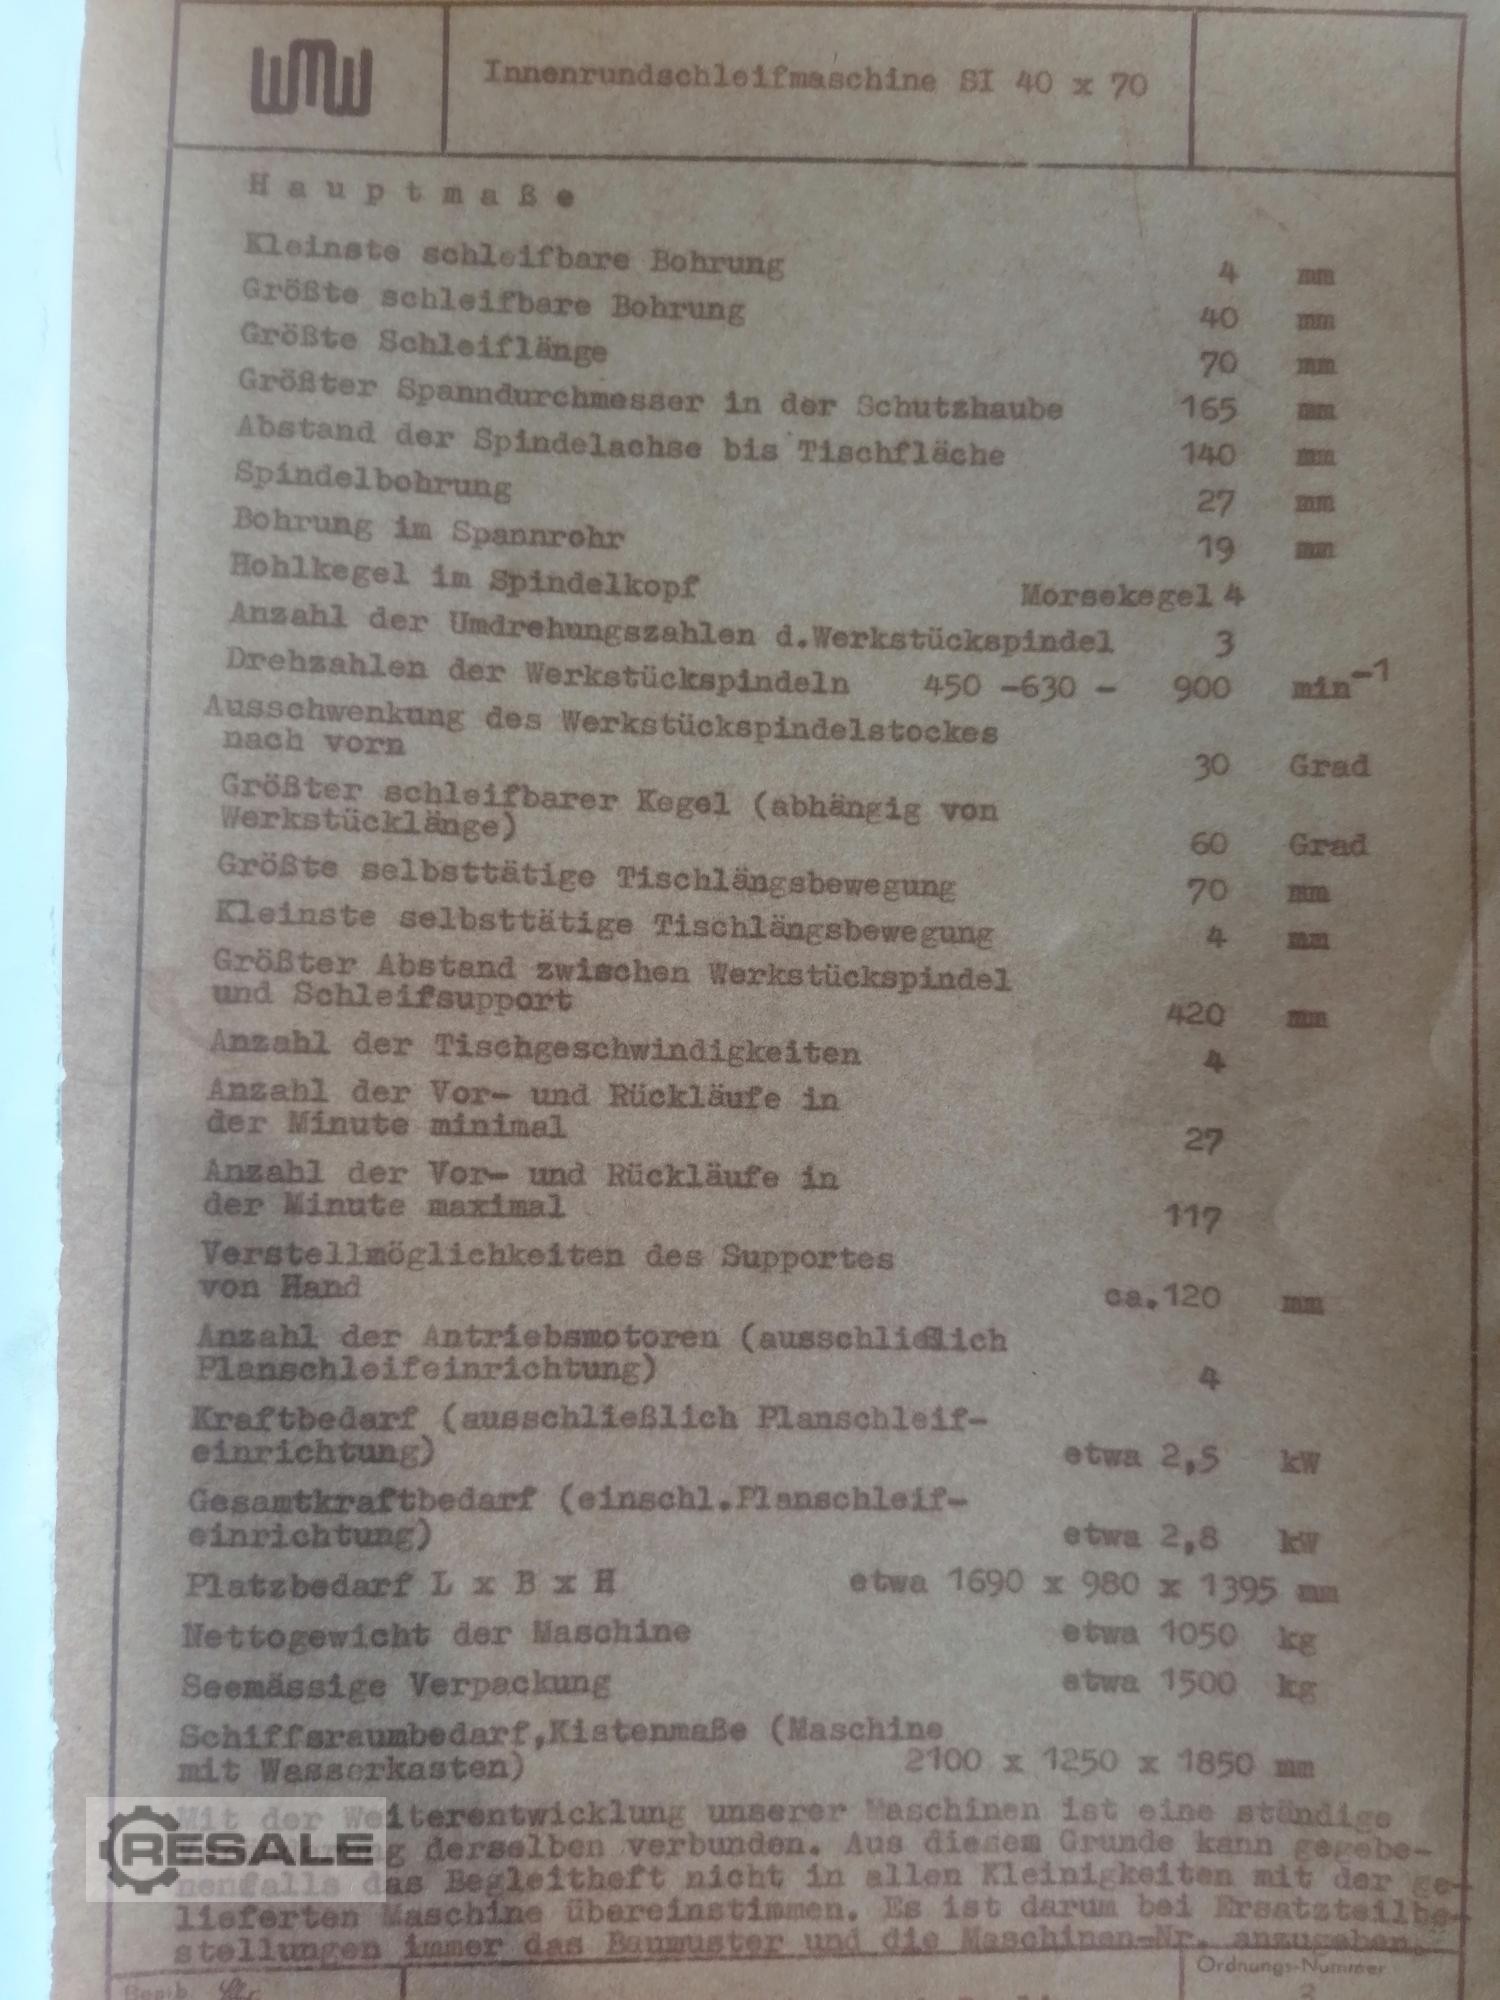 WMW
Innenrundschleifmaschine SI 40 x 70
Hauptmaße
Kleinste schleifbare Bohrung 4 mm
Größte schleifbare Bohrung 40 mm
Größte Schleiflänge 70 mm
Größter Spanndurchmesser in der Schutzhaube 165 mm
Abstand der Spindelachse bis Tischfläche 140 mm
Spindelbohrung 27 mm
Bohrung im Spannrohr 19 mm
Hohlkegel im Spindelkopf Morsekegel 4
Anzahl der Umdrehungszahlen d.Werkstückspindel 3
Drehzahlen der Werkstückspindeln 450 -630 - 900 min-1
Ausschwenkung des Werkstückspindelstockes
nach vorn 30 Grad
Größter schleifbarer Kegel (abhängig von
Werkstücklänge) 60 Grad
Größte selbsttätige Tischlängsbewegung 70 mm
Kleinste selbsttätige Tischlängsbewegung 4 mm
Größter Abstand zwischen Werkstückspindel
und Schleifsupport 420 mm
Anzahl der Tischgeschwindigkeiten 4
Anzahl der Vor- und Rückläufe in
der Minute minimal 27
Anzahl der Vor- und Rückläufe in
der Minute maximal 117
Verstellmöglichkeiten des Supportes
von Hand ca.120 mm
Anzahl der Antriebsmotoren (ausschließlich
Planschleifeinrichtung) 4
Kraftbedarf (ausschließlich Planschleif-
einrichtung) etwa 2,5 kW
Gesamtkraftbedarf (einschl.Planschleif-
einrichtung) etwa 2,8 kW
Platzbedarf L x B x H etwa 1690 x 980 x 1395 mm
Nettogewicht der Maschine etwa 1050 kg
Seemässige Verpackung etwa 1500 kg
Schiffsraumbedarf,Kistenmaße (Maschine
mit Wasserkasten) 2100 x 1250 x 1850 mm
Mit der Weiterentwicklung unserer Maschinen ist eine ständige
derselben verbunden. Aus diesem Grunde kann gegebe-
nenfalls das Begleitheft nicht in allen Kleinigkeiten mit der ge-
lieferten Maschine übereinstimmen. Es ist darum bei Ersatzteilbe-
stellungen immer das Baumuster und die Maschinen-Nr. anzugeben.
RESALE
Ordnungs-Nummer